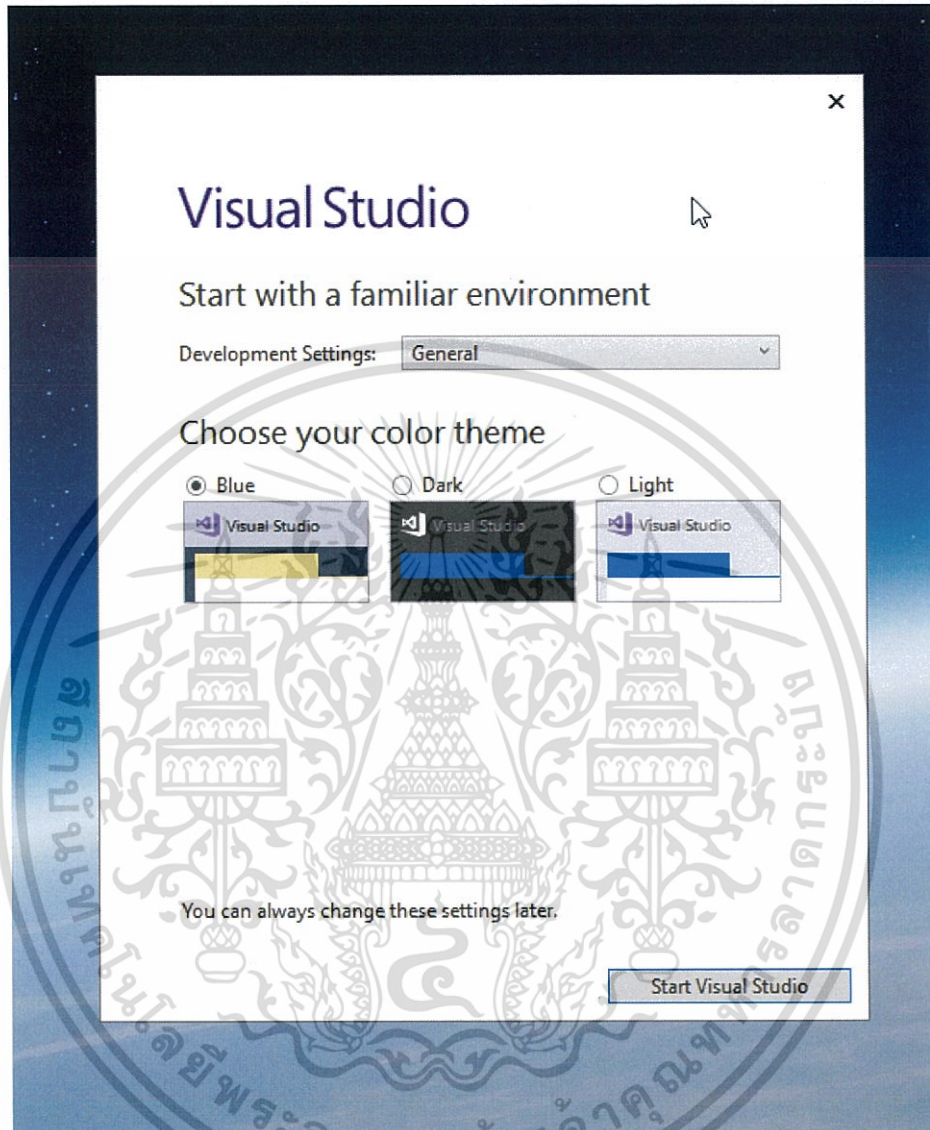 Visual Studio
Start with a familiar environment
Development Settings: General
Choose your color theme
Blue Dark Light
Visual Studio Visual Studio Visual Studio
You can always change these settings later.
Start Visual Studio